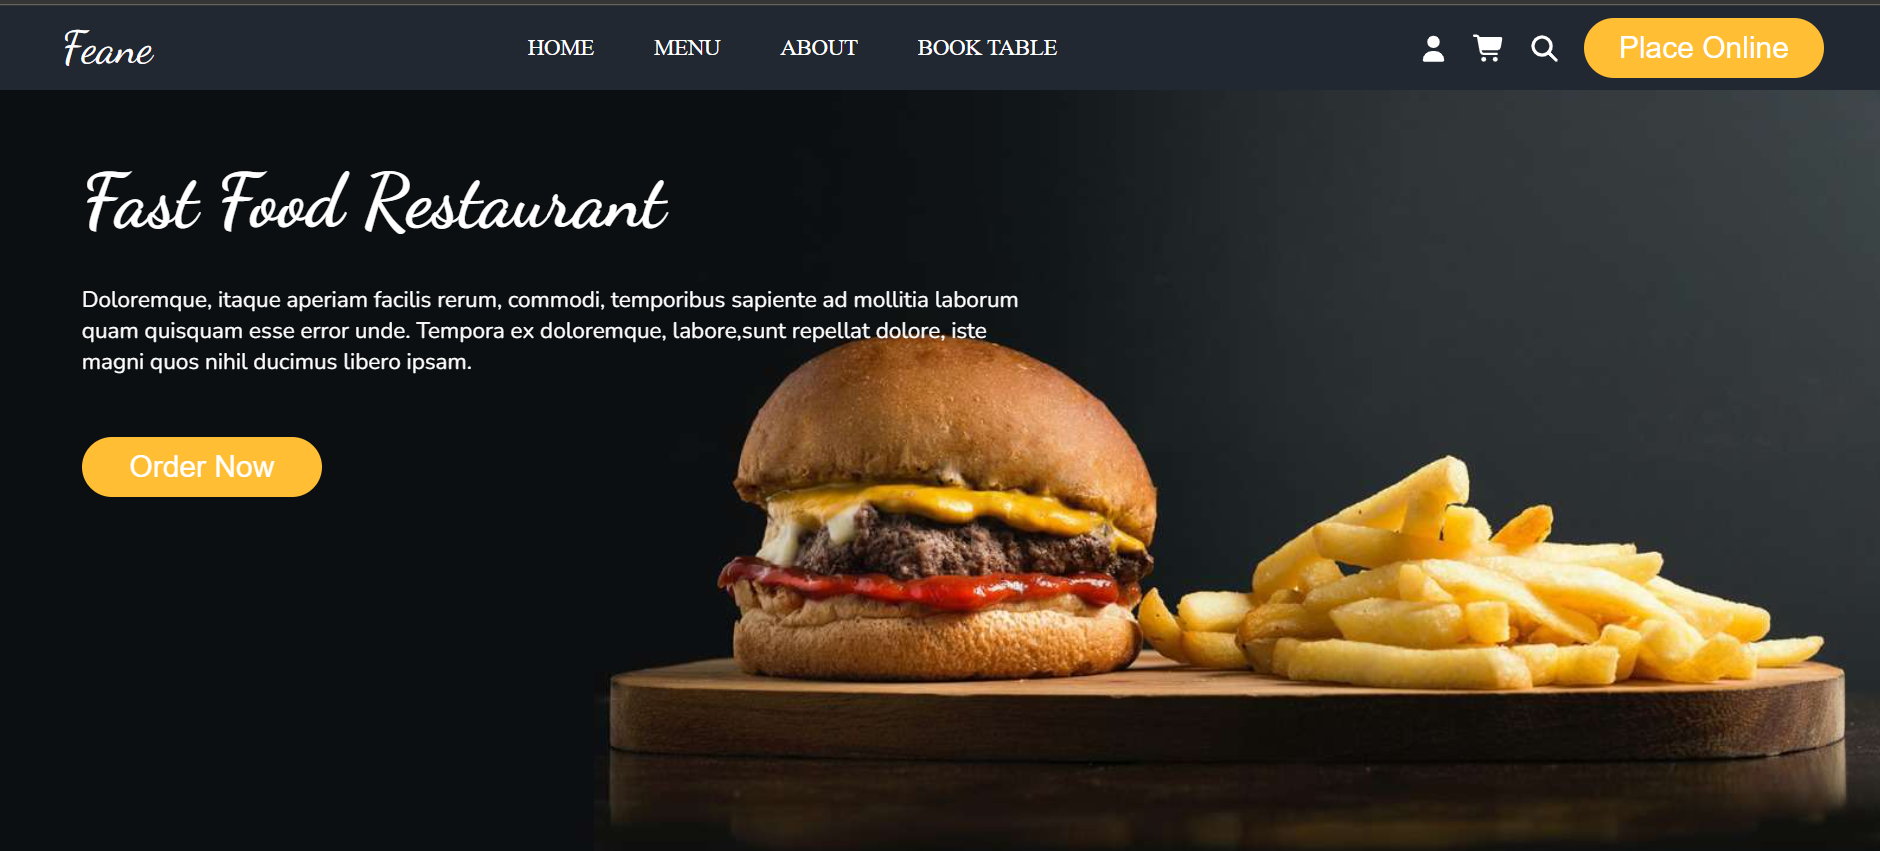 Feane
HOME
MENU
ABOUT
BOOK TABLE
Place Online
Fast Food Restaurant
Doloremque, itaque aperiam facilis rerum, commodi, temporibus sapiente ad mollitia laborum
quam quisquam esse error unde. Tempora ex doloremque, labore,sunt repellat dolore, iste
magni quos nihil ducimus libero ipsam.
Order Now